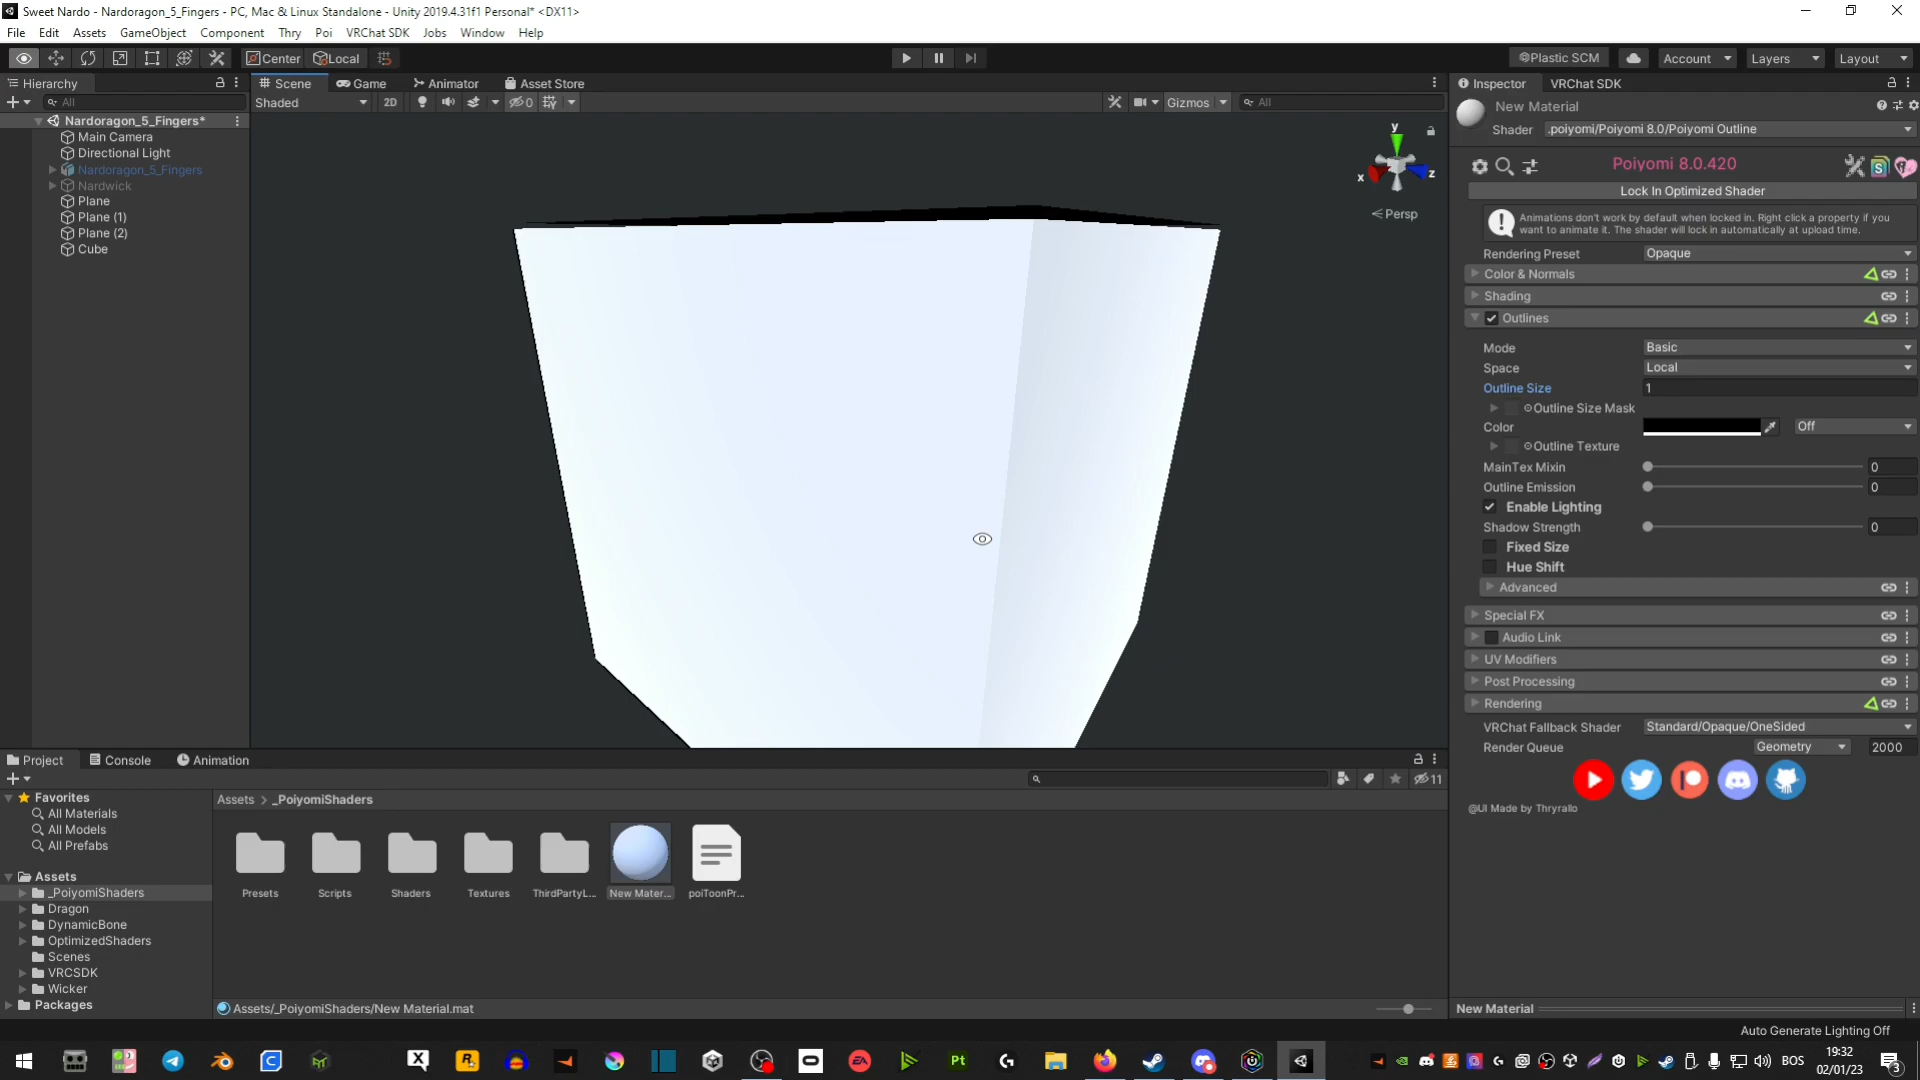 Sweet Nardo - Nardoragon_5_Fingers - PC, Mac & Linux Standalone - Unity 2019.4.31f1 Personal* <DX11>
File Edit Assets GameObject Component Thry Poi VRChat SDK Jobs Window Help
Center Local Plastic SCM Account Layers Layout
Hierarchy
All
Nardoragon_5_Fingers*
Main Camera
Directional Light
Nardoragon_5_Fingers
Nardwick
Plane
Plane (1)
Plane (2)
Cube
Scene Game Animator Asset Store
Shaded 2D 0 Gizmos All
y
x z
Persp
Inspector VRChat SDK
New Material
Shader .poiyomi/Poiyomi 8.0/Poiyomi Outline
Poiyomi 8.0.420
Lock In Optimized Shader
Animations don't work by default when locked in. Right click a property if you
want to animate it. The shader will lock in automatically at upload time.
Rendering Preset Opaque
Color & Normals
Shading
Outlines
Mode Basic
Space Local
Outline Size 1
Outline Size Mask
Color Off
Outline Texture
MainTex Mixin 0
Outline Emission 0
Enable Lighting
Shadow Strength 0
Fixed Size
Hue Shift
Advanced
Special FX
Audio Link
UV Modifiers
Post Processing
Rendering
VRChat Fallback Shader Standard/Opaque/OneSided
Render Queue Geometry 2000
@UI Made by Thryrallo
New Material
Auto Generate Lighting Off
Project Console Animation
11
Favorites
All Materials
All Models
All Prefabs
Assets
_PoiyomiShaders
Dragon
DynamicBone
OptimizedShaders
Scenes
VRCSDK
Wicker
Packages
Assets > _PoiyomiShaders
Presets Scripts Shaders Textures ThirdPartyL... New Mater... poiToonPr...
Assets/_PoiyomiShaders/New Material.mat
BOS
19:32
02/01/23
3